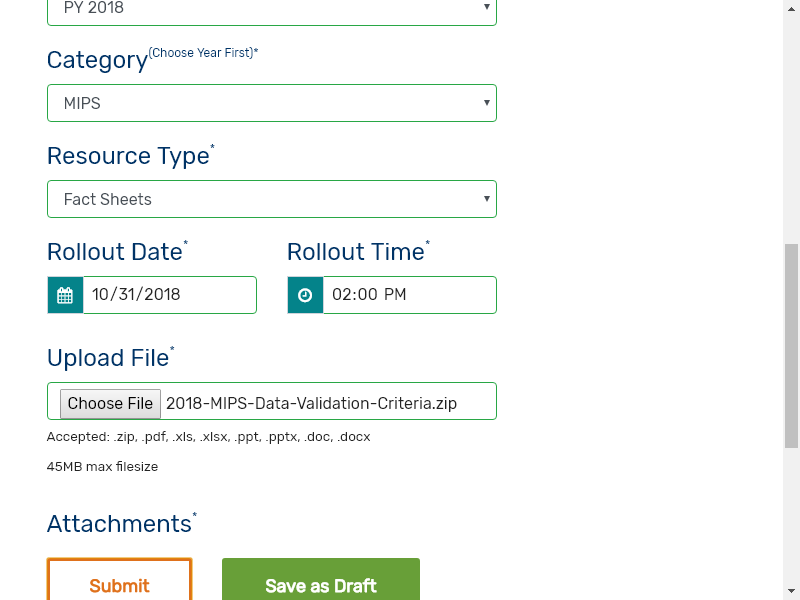 PY 2018
Category(Choose Year First)*
MIPS
Resource Type*
Fact Sheets
Rollout Date* Rollout Time*
10/31/2018 02:00 PM
Upload File*
Choose File 2018-MIPS-Data-Validation-Criteria.zip
Accepted: .zip, .pdf, .xls, .xlsx, .ppt, .pptx, .doc, .docx
45MB max filesize
Attachments*
Submit Save as Draft